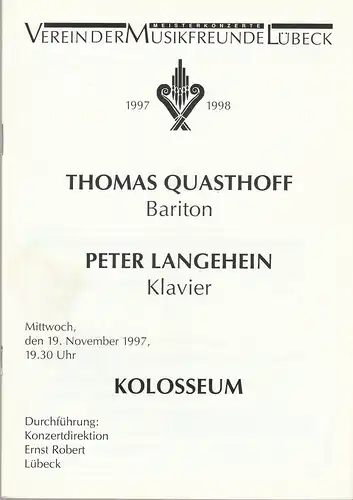 MEISTERKONZERTE
VEREIN DER MUSIKFREUNDE LÜBECK
1997 1998
THOMAS QUASTHOFF
Bariton
PETER LANGEHEIN
Klavier
Mittwoch,
den 19. November 1997,
19.30 Uhr
KOLOSSEUM
Durchführung:
Konzertdirektion
Ernst Robert
Lübeck